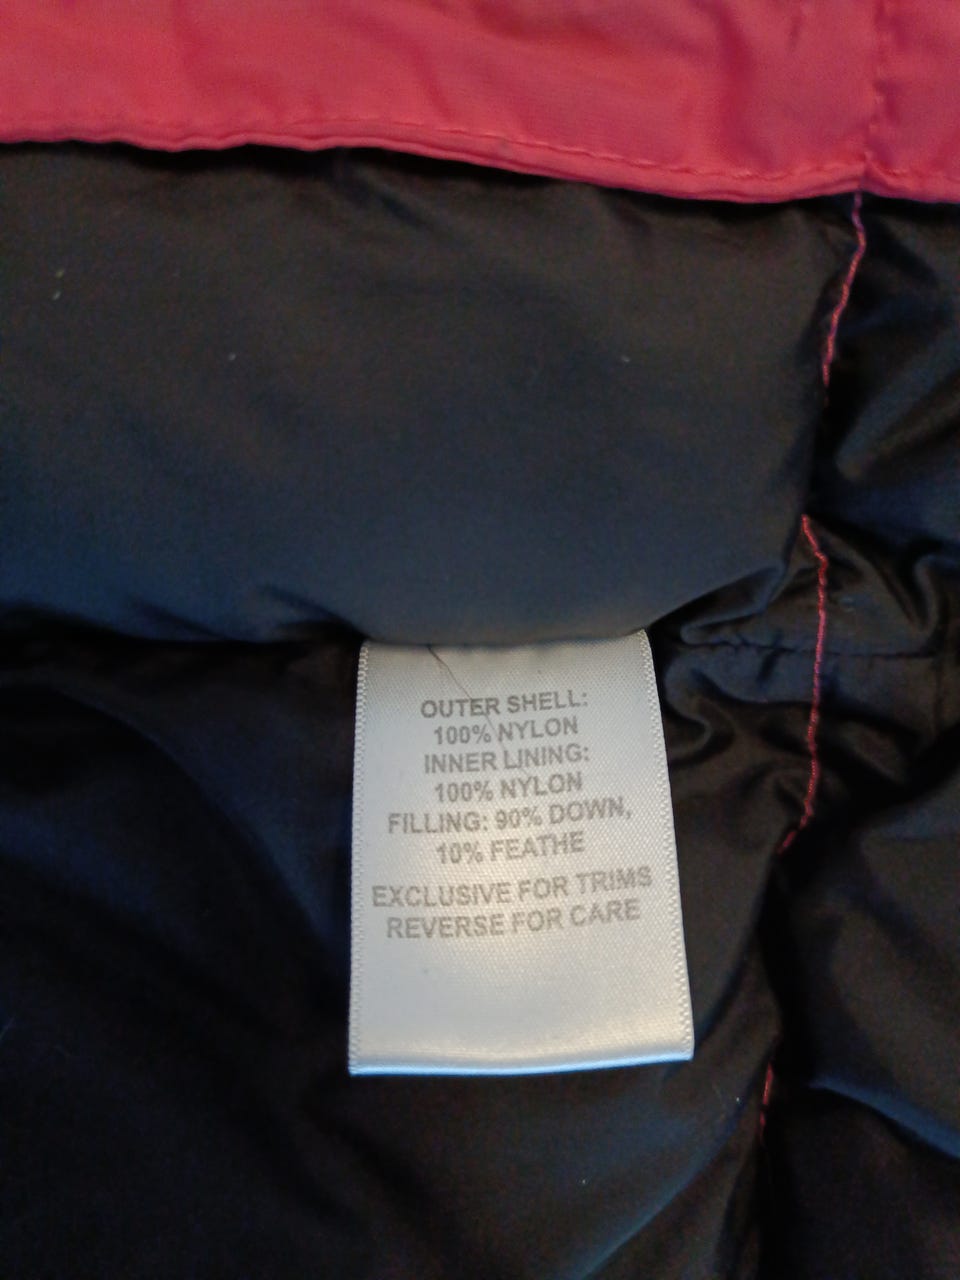 OUTER SHELL:
100% NYLON
INNER LINING:
100% NYLON
FILLING: 90% DOWN,
10% FEATHE
EXCLUSIVE FOR TRIMS
REVERSE FOR CARE